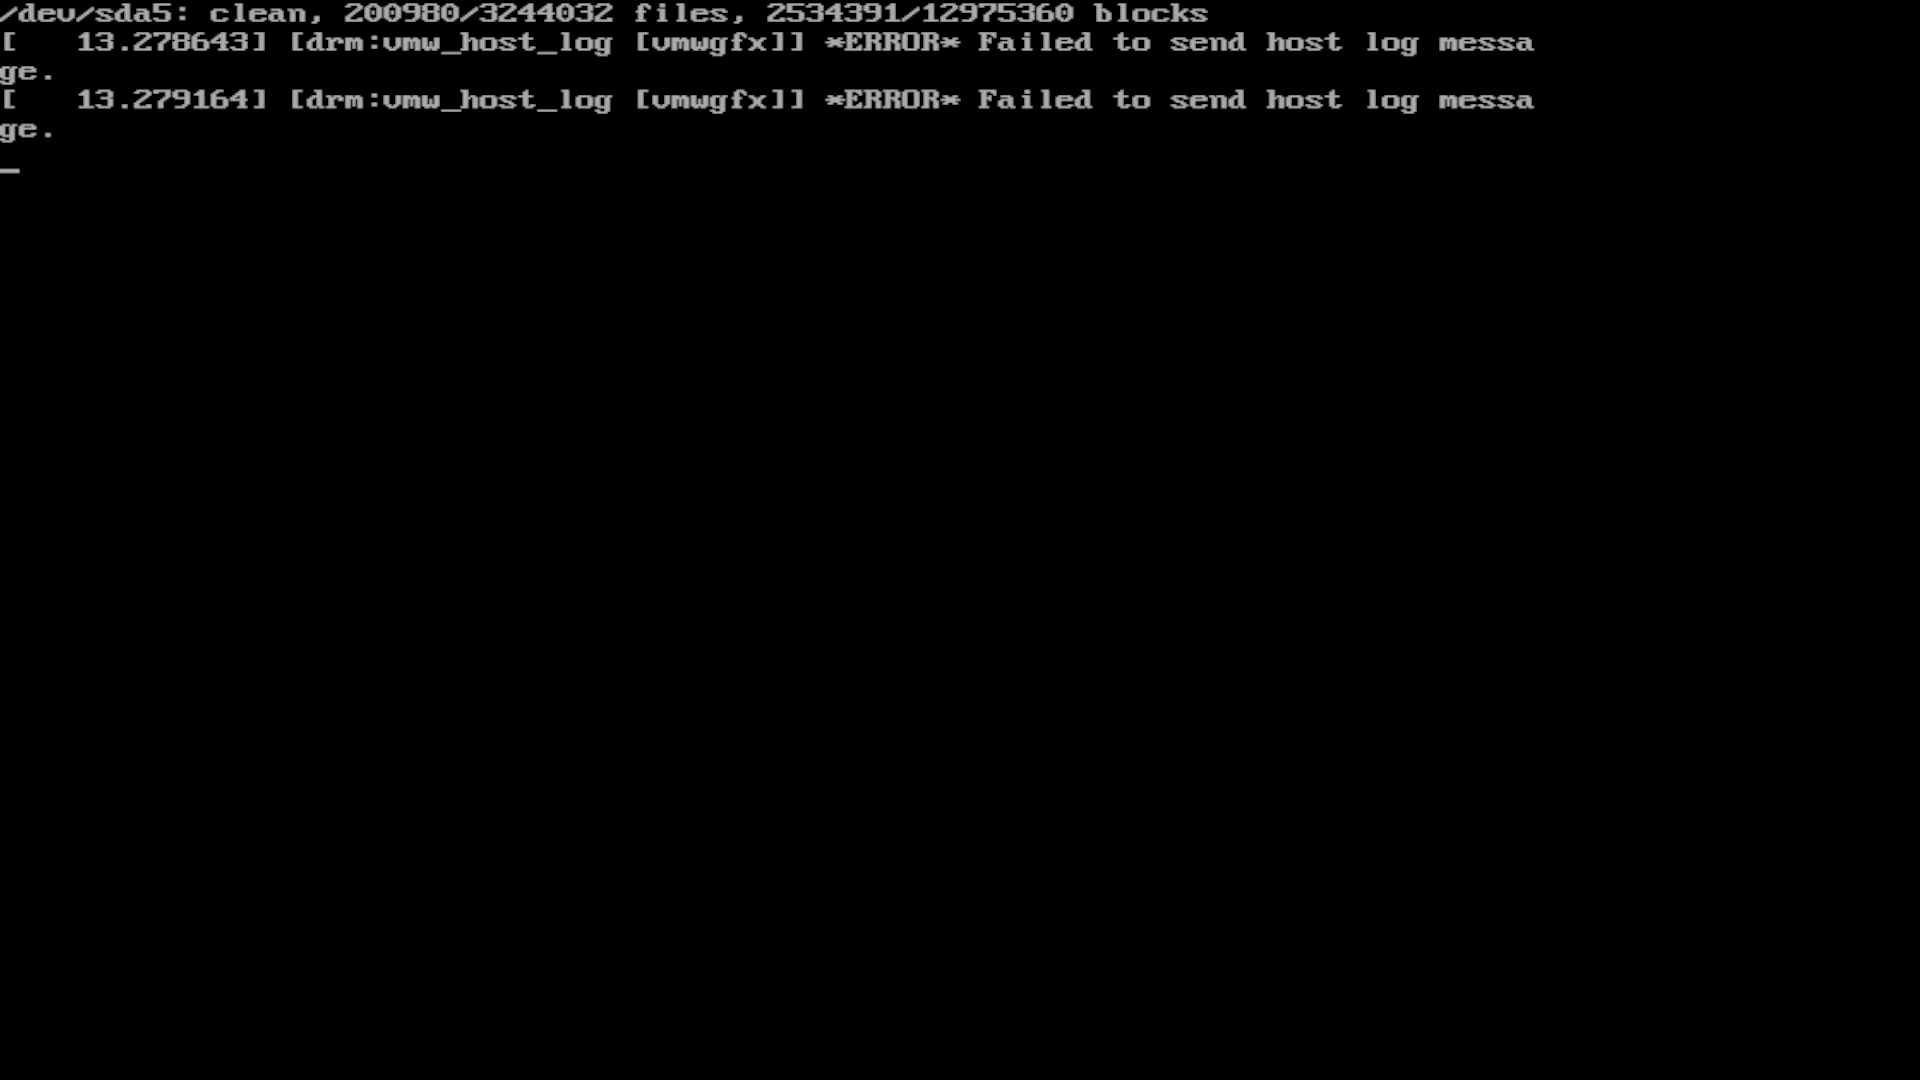 /dev/sda5: clean, 200980/3244032 files, 2534391/12975360 blocks
[   13.278643] [drm:vmw_host_log [vmwgfx]] *ERROR* Failed to send host log messa
ge.
[   13.279164] [drm:vmw_host_log [vmwgfx]] *ERROR* Failed to send host log messa
ge.
_